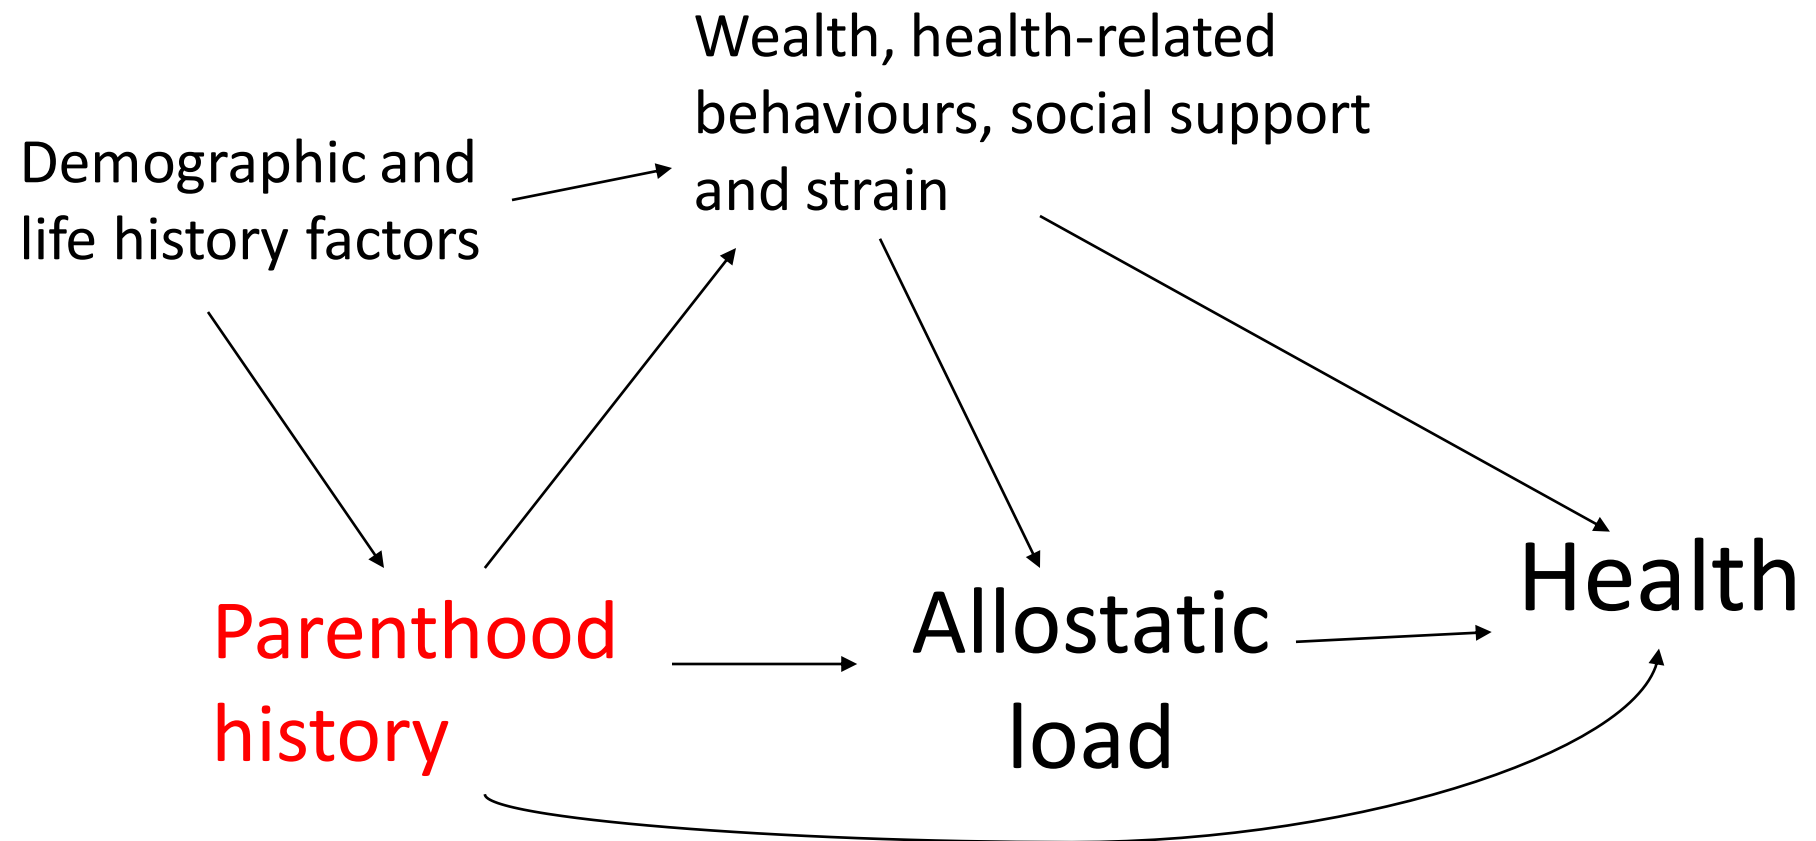 Wealth, health-related
behaviours, social support
and strain
Demographic and
life history factors
Parenthood
history
Allostatic
load
Health